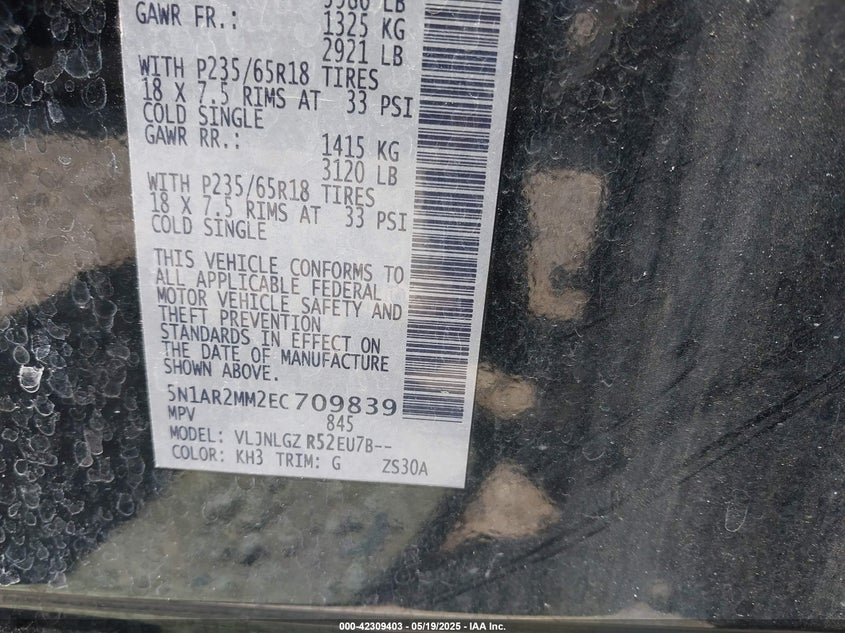 GAWR FR.: 1325 KG
2921 LB
WITH P235/65R18 TIRES
18 X 7.5 RIMS AT 33 PSI
COLD SINGLE
GAWR RR.: 1415 KG
3120 LB
WITH P235/65R18 TIRES
18 X 7.5 RIMS AT 33 PSI
COLD SINGLE
THIS VEHICLE CONFORMS TO
ALL APPLICABLE FEDERAL
MOTOR VEHICLE SAFETY AND
THEFT PREVENTION
STANDARDS IN EFFECT ON
THE DATE OF MANUFACTURE
SHOWN ABOVE.
5N1AR2MM2EC 709839
MPV 845
MODEL: VLJNLGZ R52EU7B--
COLOR: KH3 TRIM: G ZS30A
000-42309403 - 05/19/2025 - IAA Inc.